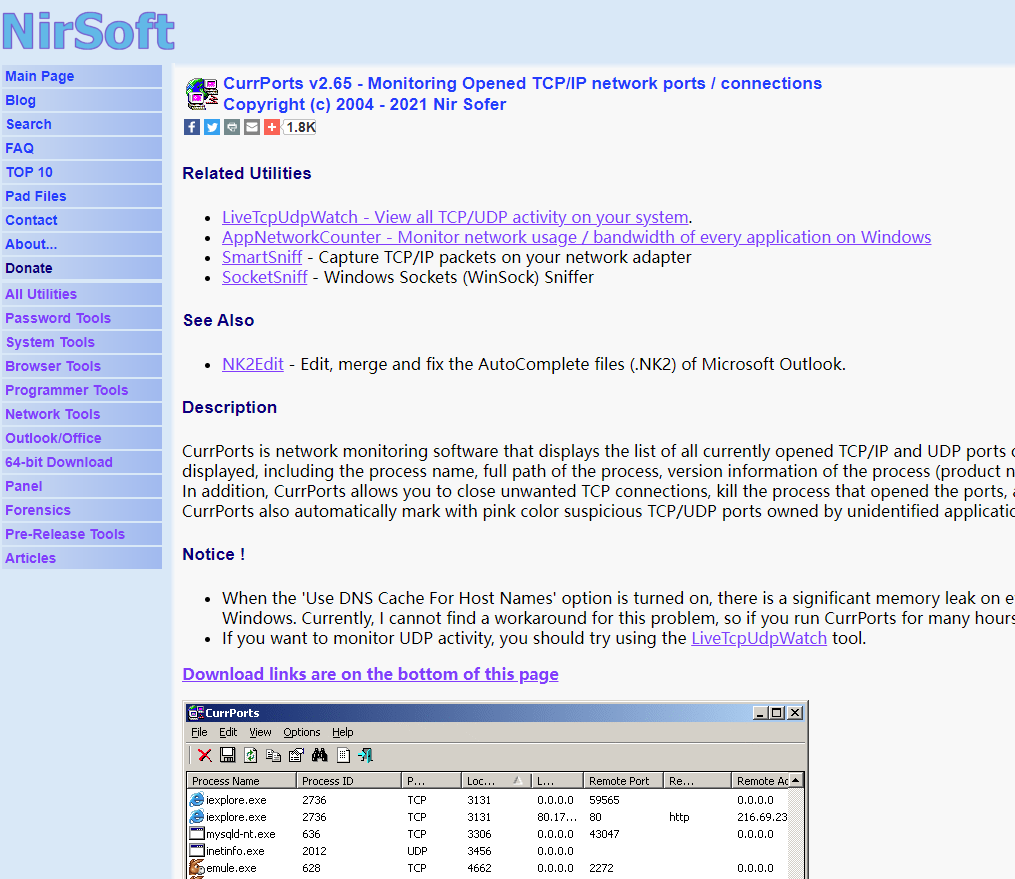 NirSoft
Main Page
Blog
Search
FAQ
TOP 10
Pad Files
Contact
About...
Donate
All Utilities
Password Tools
System Tools
Browser Tools
Programmer Tools
Network Tools
Outlook/Office
64-bit Download
Panel
Forensics
Pre-Release Tools
Articles
CurrPorts v2.65 - Monitoring Opened TCP/IP network ports / connections
Copyright (c) 2004 - 2021 Nir Sofer
1.8K
Related Utilities
LiveTcpUdpWatch - View all TCP/UDP activity on your system.
AppNetworkCounter - Monitor network usage / bandwidth of every application on Windows
SmartSniff - Capture TCP/IP packets on your network adapter
SocketSniff - Windows Sockets (WinSock) Sniffer
See Also
NK2Edit - Edit, merge and fix the AutoComplete files (.NK2) of Microsoft Outlook.
Description
CurrPorts is network monitoring software that displays the list of all currently opened TCP/IP and UDP ports
displayed, including the process name, full path of the process, version information of the process (product
In addition, CurrPorts allows you to close unwanted TCP connections, kill the process that opened the ports,
CurrPorts also automatically mark with pink color suspicious TCP/UDP ports owned by unidentified
Notice !
When the 'Use DNS Cache For Host Names' option is turned on, there is a significant memory leak on
Windows. Currently, I cannot find a workaround for this problem, so if you run CurrPorts for many hours
If you want to monitor UDP activity, you should try using the LiveTcpUdpWatch tool.
Download links are on the bottom of this page
CurrPorts
File Edit View Options Help
Process Name Process ID P... Loc... L... Remote Port Re... Remote
iexplore.exe 2736 TCP 3131 0.0.0.0 59565 0.0.0.0
iexplore.exe 2736 TCP 3131 80.17... 80 http 216.69.23
mysqld-nt.exe 636 TCP 3306 0.0.0.0 43047 0.0.0.0
inetinfo.exe 2012 UDP 3456 0.0.0.0
emule.exe 628 TCP 4662 0.0.0.0 2272 0.0.0.0